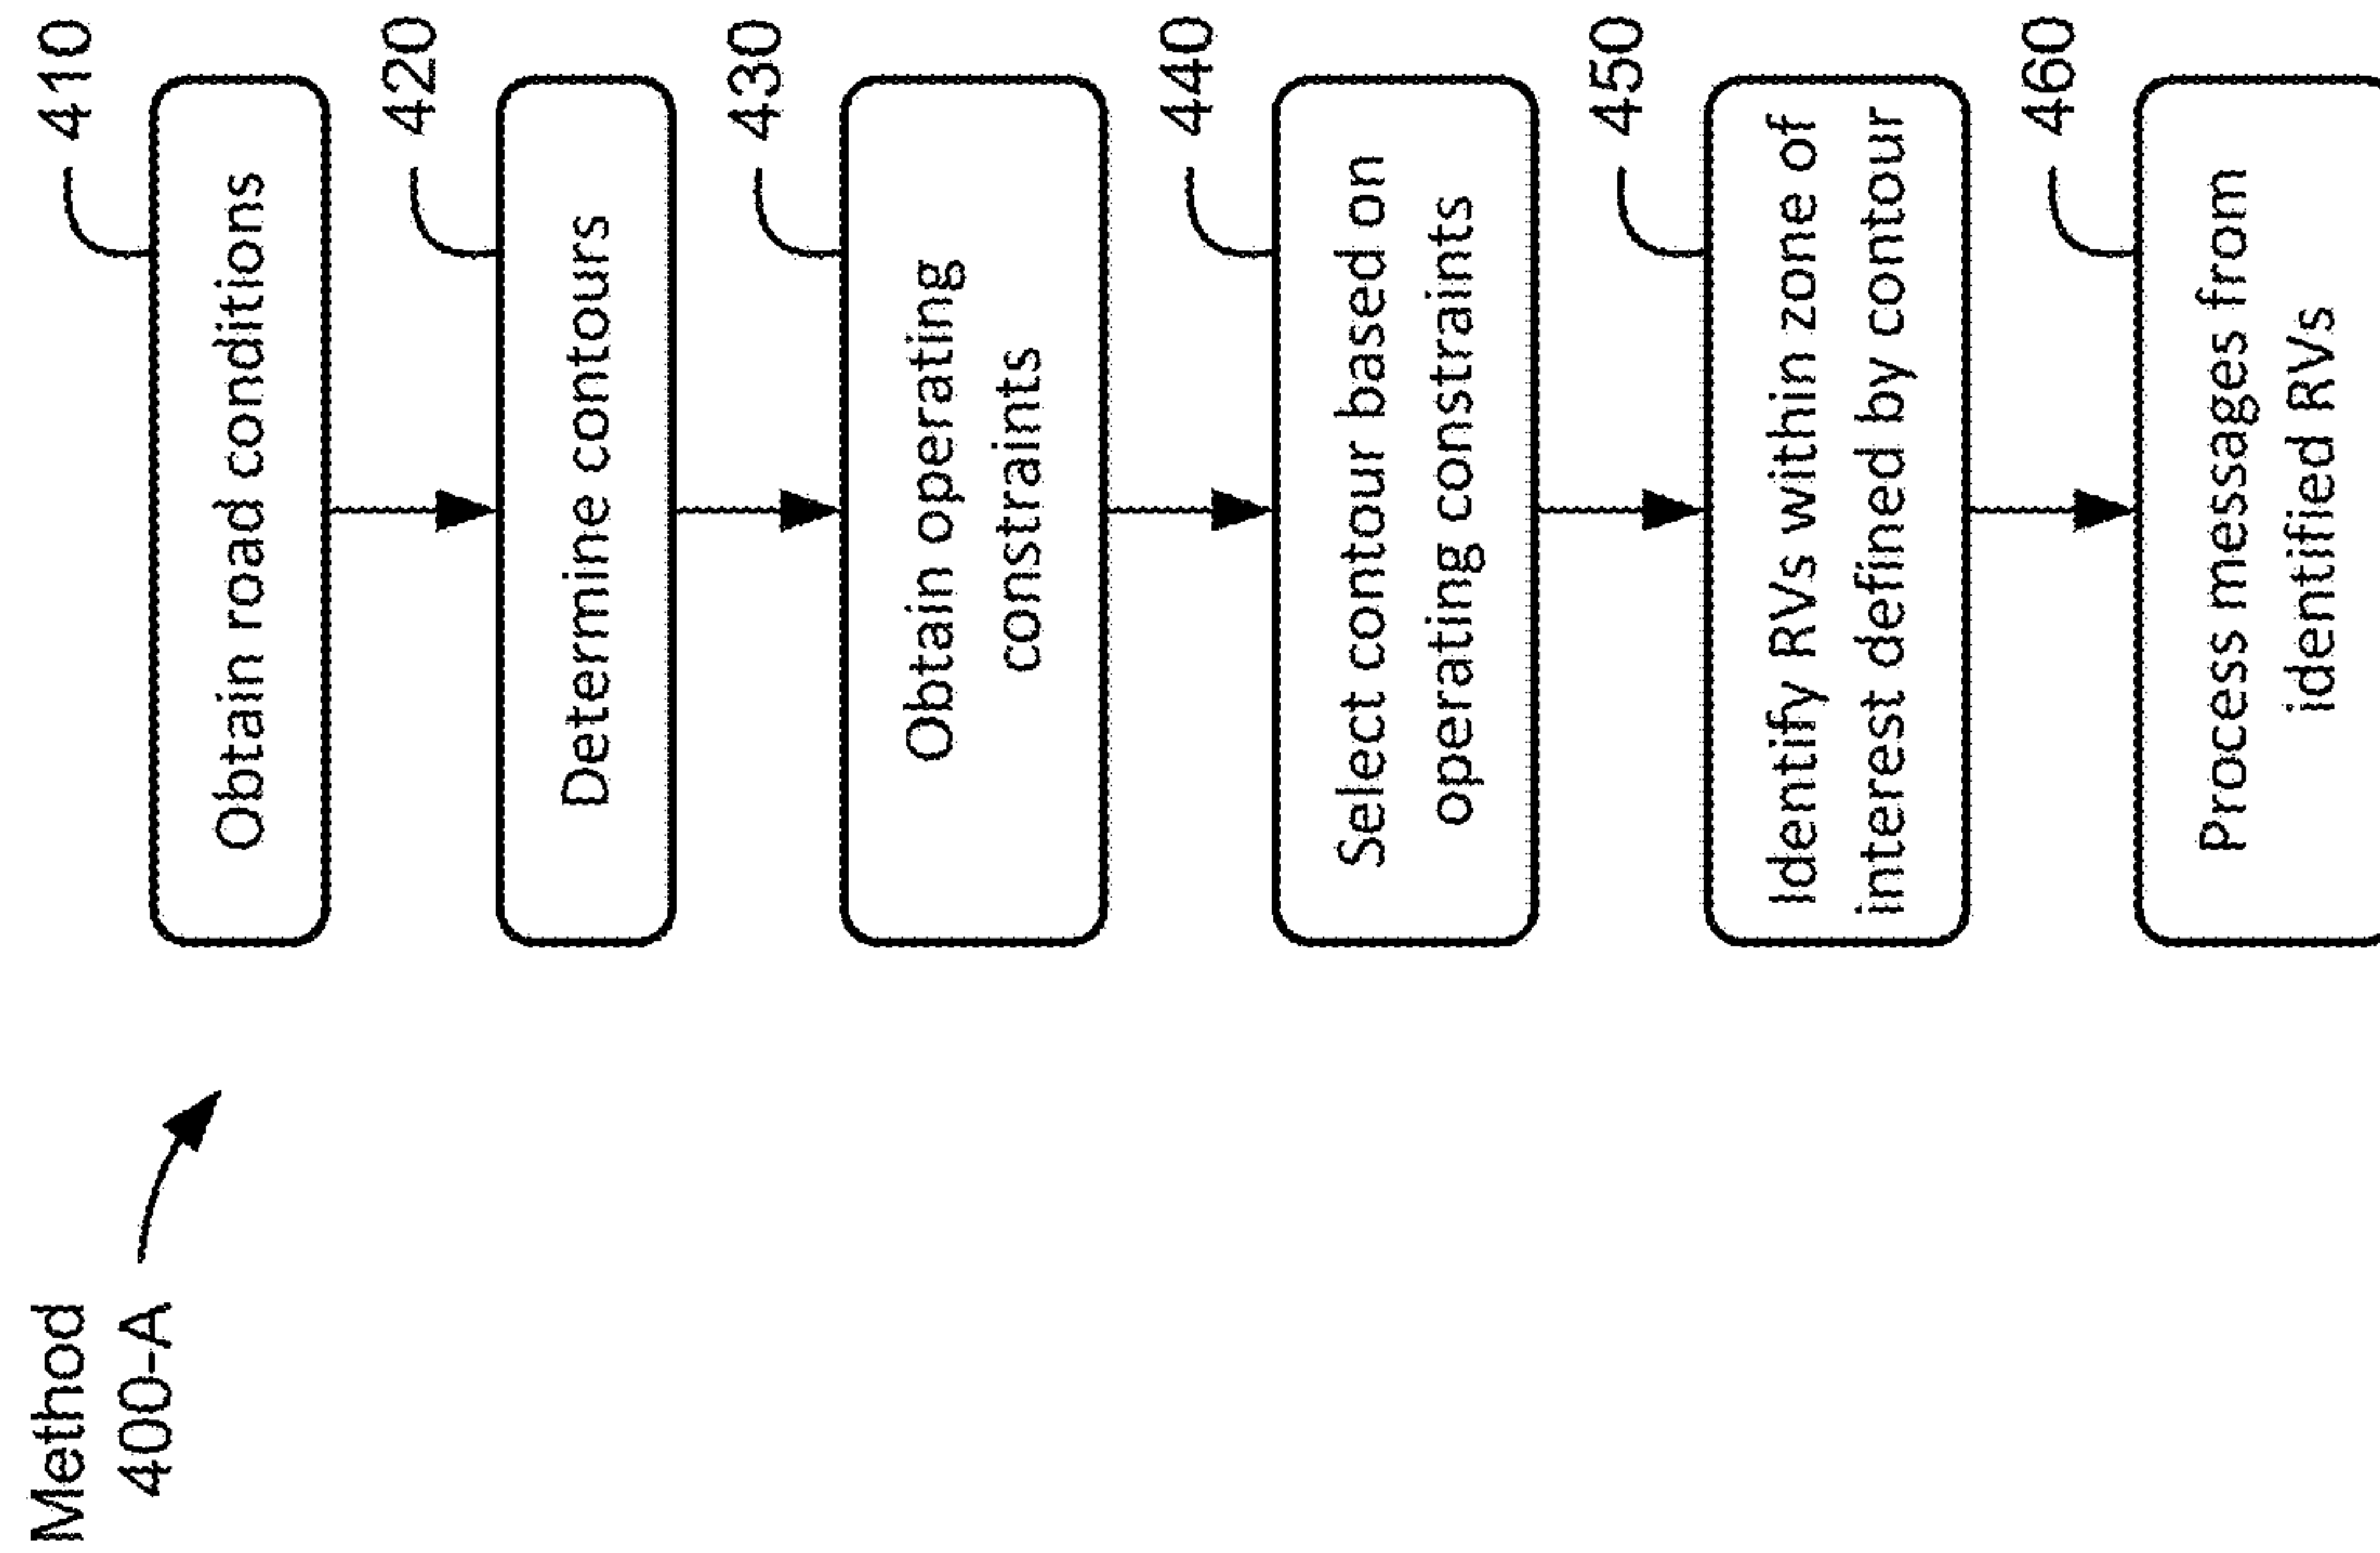 Method
400-A
410
Obtain road conditions
420
Determine contours
430
Obtain operating
constraints
440
Select contour based on
operating constraints
450
Identify RVs within zone of
interest defined by contour
460
Process messages from
identified RVs